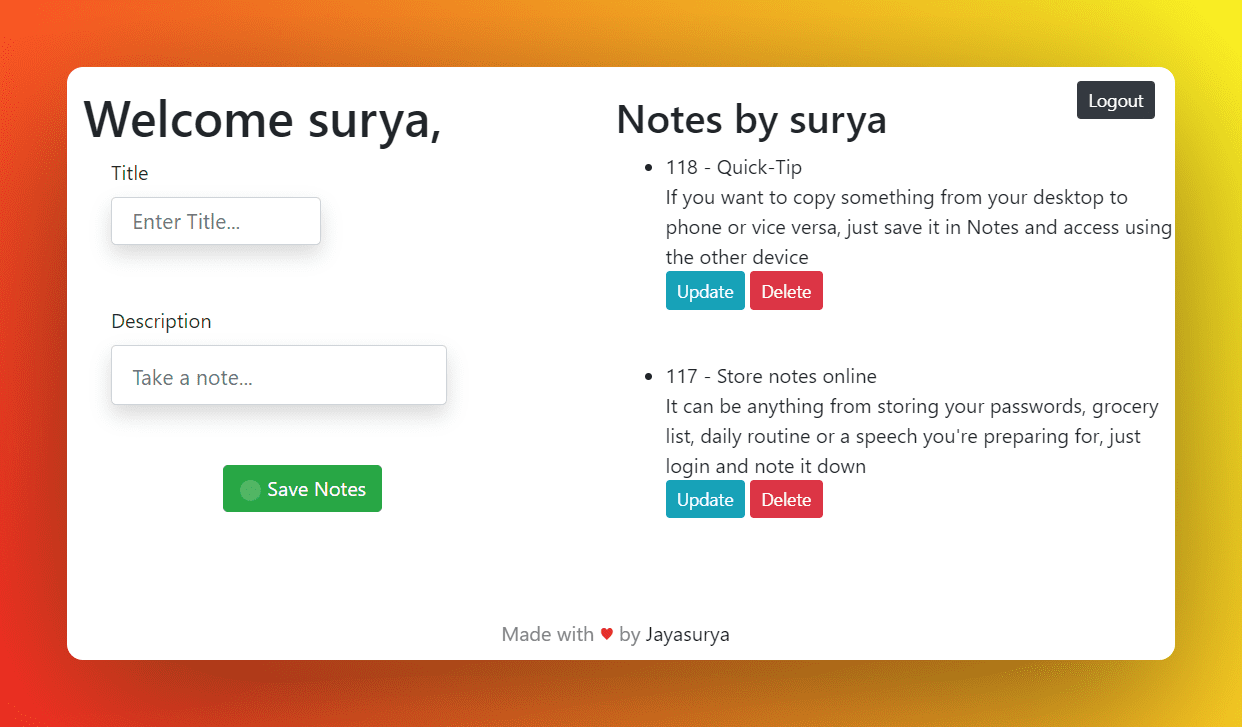 Welcome surya,
Title
Enter Title...
Description
Take a note...
Save Notes
Logout
Notes by surya
118 - Quick-Tip
If you want to copy something from your desktop to
phone or vice versa, just save it in Notes and access using
the other device
Update Delete
117 - Store notes online
It can be anything from storing your passwords, grocery
list, daily routine or a speech you're preparing for, just
login and note it down
Update Delete
Made with ♥ by Jayasurya